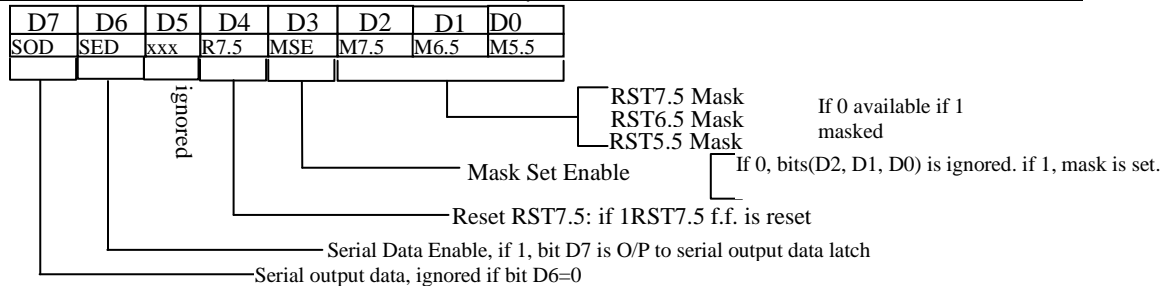 D7 D6 D5 D4 D3 D2 D1 D0
SOD SED xxx R7.5 MSE M7.5 M6.5 M5.5
ignored
RST7.5 Mask
RST6.5 Mask
RST5.5 Mask
If 0 available if 1
masked
Mask Set Enable
If 0, bits(D2, D1, D0) is ignored. if 1, mask is set.
Reset RST7.5: if 1RST7.5 f.f. is reset
Serial Data Enable, if 1, bit D7 is O/P to serial output data latch
Serial output data, ignored if bit D6=0